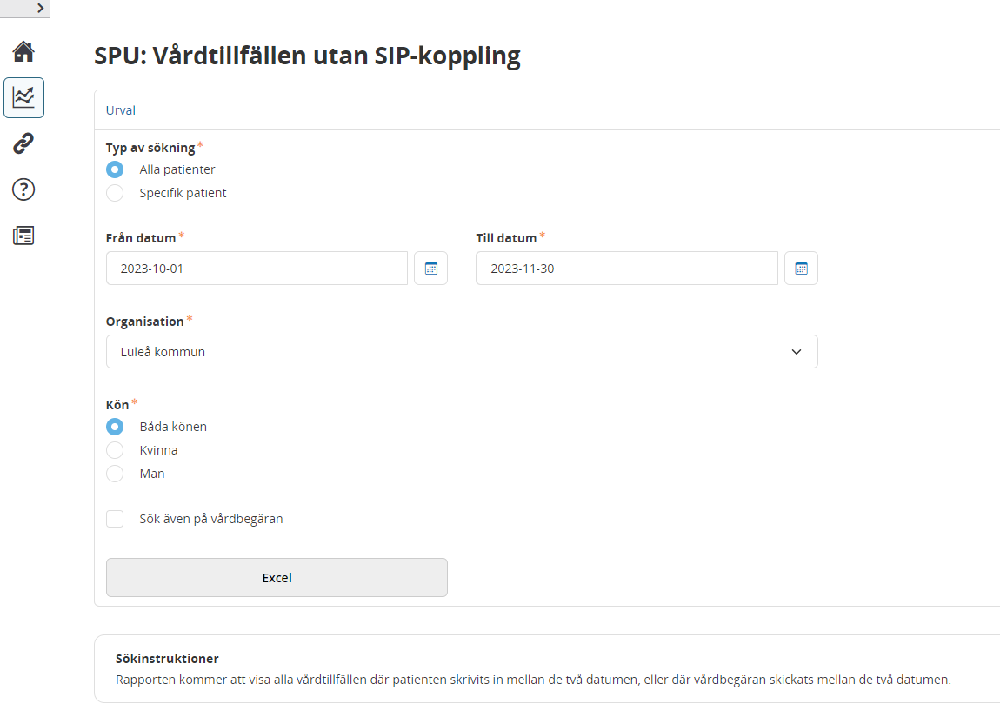 SPU: Vårdtillfällen utan SIP-koppling
Urval
Typ av sökning*
Alla patienter
Specifik patient
Från datum* Till datum*
2023-10-01 2023-11-30
Organisation*
Luleå kommun
Kön*
Båda könen
Kvinna
Man
Sök även på vårdbegäran
Excel
Sökinstruktioner
Rapporten kommer att visa alla vårdtillfällen där patienten skrivits in mellan de två datumen, eller där vårdbegäran skickats mellan de två datumen.